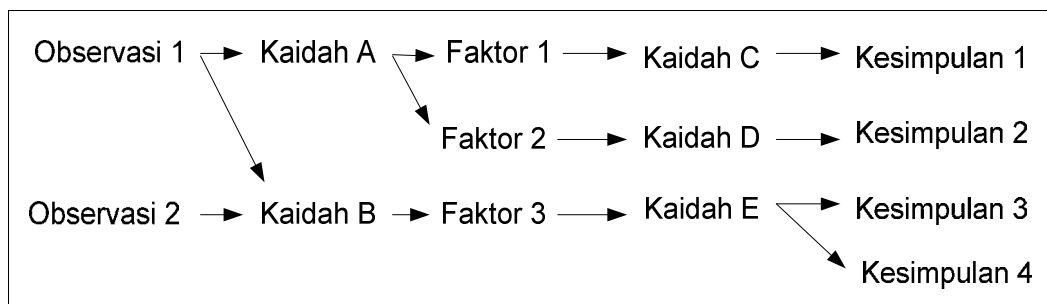 Observasi 1 Kaidah A Faktor 1 Kaidah C Kesimpulan 1
Faktor 2 Kaidah D Kesimpulan 2
Observasi 2 Kaidah B Faktor 3 Kaidah E Kesimpulan 3
Kesimpulan 4